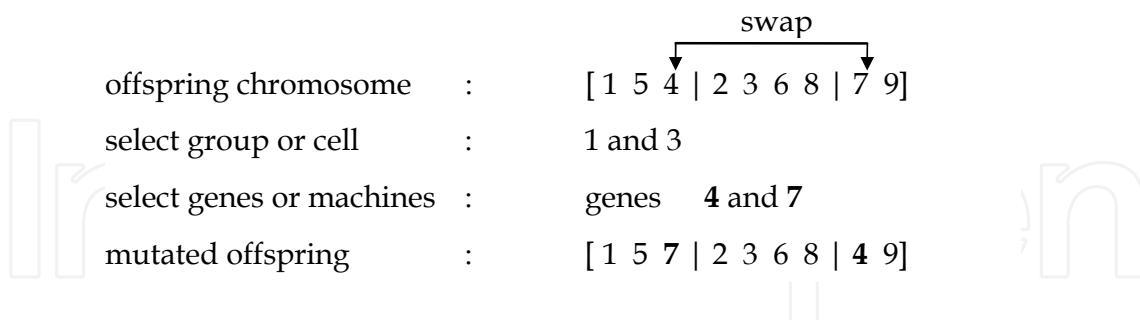 swap
offspring chromosome : [ 1 5 4 | 2 3 6 8 | 7 9]
select group or cell : 1 and 3
select genes or machines : genes 4 and 7
mutated offspring : [ 1 5 7 | 2 3 6 8 | 4 9]